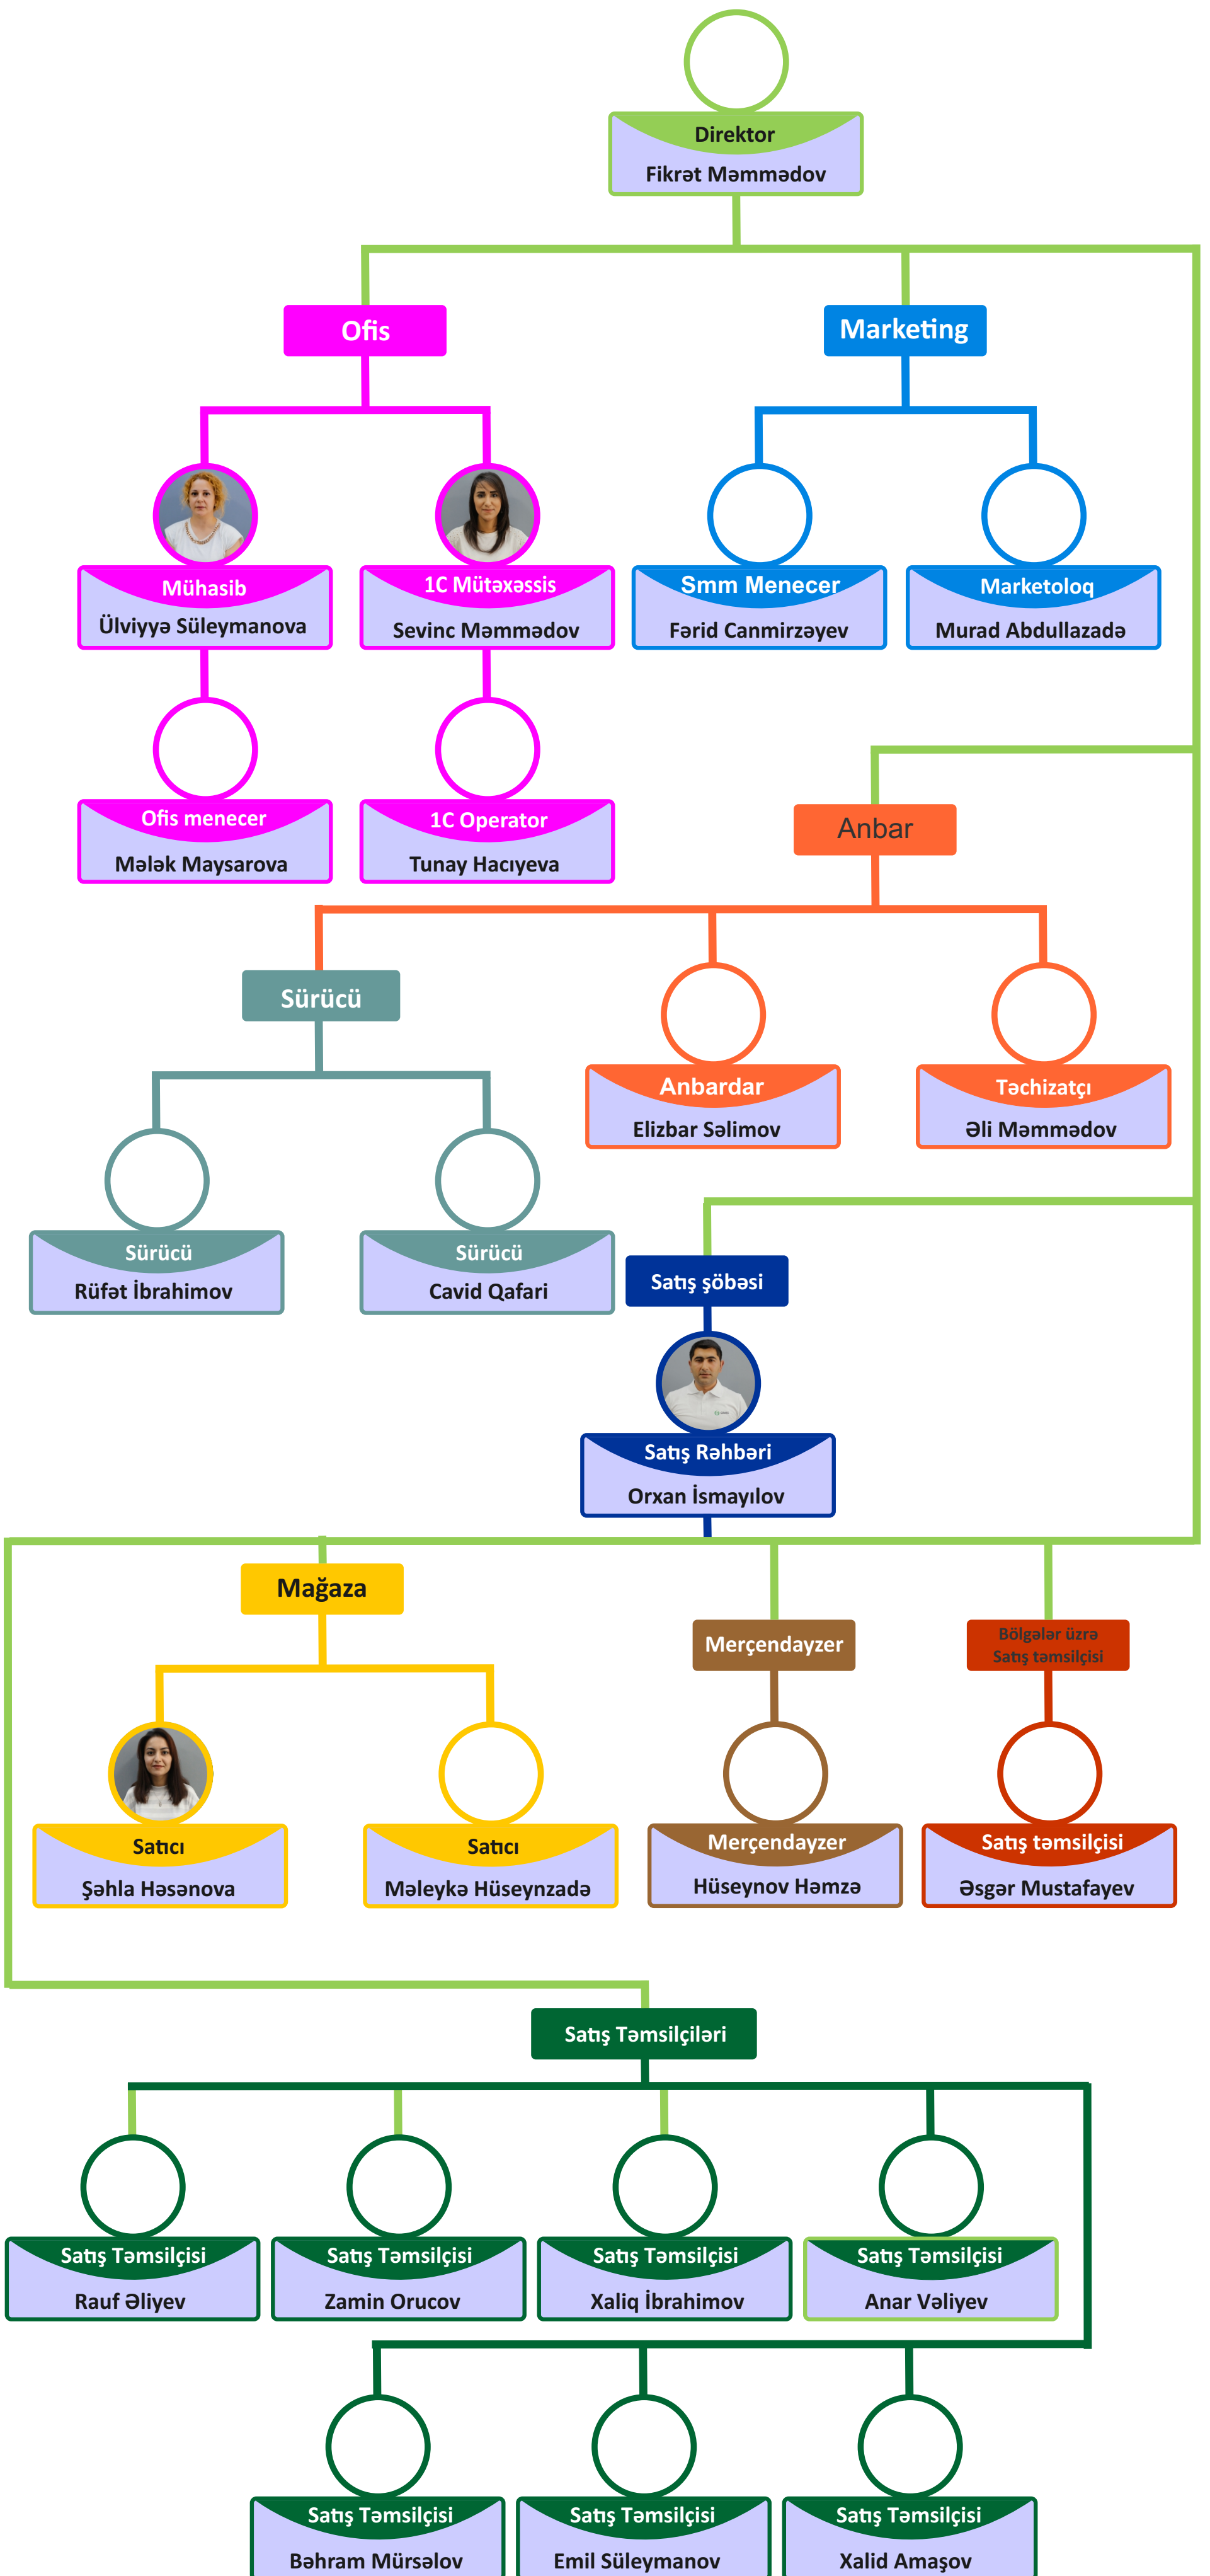 Direktor
Fikrət Məmmədov
Ofis
Marketing
Mühasib
Ülviyyə Süleymanova
1C Mütəxəssis
Sevinc Məmmədov
Smm Menecer
Fərid Canmirzəyev
Marketoloq
Murad Abdullazadə
Ofis menecer
Mələk Maysarova
1C Operator
Tunay Hacıyeva
Anbar
Sürücü
Anbardar
Elizbar Səlimov
Təchizatçı
Əli Məmmədov
Sürücü
Rüfət İbrahimov
Sürücü
Cavid Qafari
Satış şöbəsi
Satış Rəhbəri
Orxan İsmayılov
Mağaza
Merçendayzer
Bölgələr üzrə
Satış təmsilçisi
Satıcı
Şəhla Həsənova
Satıcı
Məleykə Hüseynzadə
Merçendayzer
Hüseynov Həmzə
Satış təmsilçisi
Əsgər Mustafayev
Satış Təmsilçiləri
Satış Təmsilçisi
Rauf Əliyev
Satış Təmsilçisi
Zamin Orucov
Satış Təmsilçisi
Xaliq İbrahimov
Satış Təmsilçisi
Anar Vəliyev
Satış Təmsilçisi
Bəhram Mürsəlov
Satış Təmsilçisi
Emil Süleymanov
Satış Təmsilçisi
Xalid Amaşov